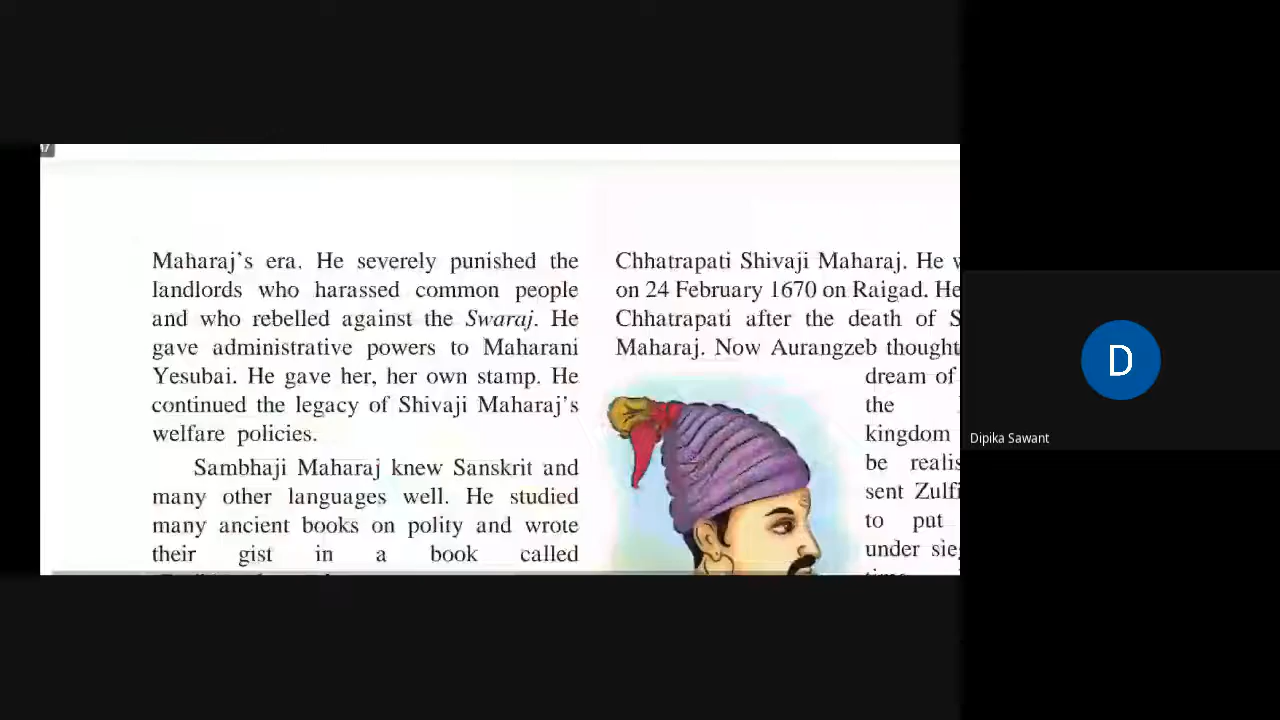 Maharaj's era. He severely punished the
landlords who harassed common people
and who rebelled against the Swaraj. He
gave administrative powers to Maharani
Yesubai. He gave her, her own stamp. He
continued the legacy of Shivaji Maharaj's
welfare policies.
Sambhaji Maharaj knew Sanskrit and
many other languages well. He studied
many ancient books on polity and wrote
their gist in a book called
Chhatrapati Shivaji Maharaj. He
on 24 February 1670 on Raigad. He
Chhatrapati after the death of
Maharaj. Now Aurangzeb thought
dream of
the
kingdom
be
sent
to put
under
D
Dipika Sawant